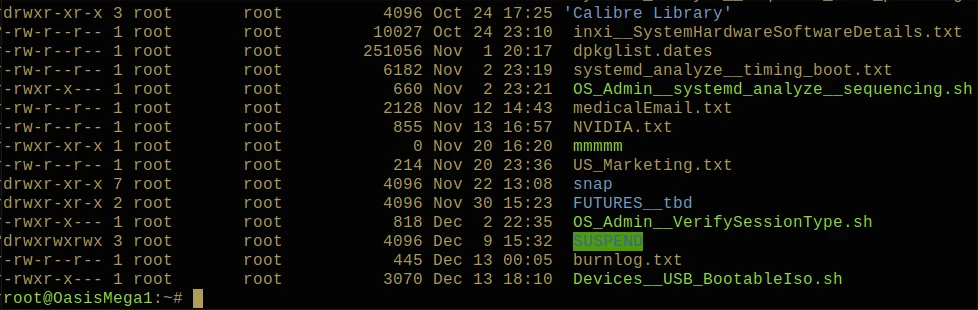 drwxr-xr-x 3 root root 4096 Oct 24 17:25 'Calibre Library'
-rw-r--r-- 1 root root 10027 Oct 24 23:10 inxi__SystemHardwareSoftwareDetails.txt
-rw-r--r-- 1 root root 251056 Nov 1 20:17 dpkglist.dates
-rw-r--r-- 1 root root 6182 Nov 2 23:19 systemd_analyze__timing_boot.txt
-rwxr-x--- 1 root root 660 Nov 2 23:21 OS_Admin__systemd_analyze__sequencing.sh
-rw-r--r-- 1 root root 2128 Nov 12 14:43 medicalEmail.txt
-rw-r--r-- 1 root root 855 Nov 13 16:57 NVIDIA.txt
-rwxr-xr-x 1 root root 0 Nov 20 16:20 mmmmm
-rw-r--r-- 1 root root 214 Nov 20 23:36 US_Marketing.txt
drwxr-xr-x 7 root root 4096 Nov 22 13:08 snap
drwxr-xr-x 2 root root 4096 Nov 30 15:23 FUTURES__tbd
-rwxr-x--- 1 root root 818 Dec 2 22:35 OS_Admin__VerifySessionType.sh
drwxrwxrwx 3 root root 4096 Dec 9 15:32 SUSPEND
-rw-r--r-- 1 root root 445 Dec 13 00:05 burnlog.txt
-rwxr-x--- 1 root root 3070 Dec 13 18:10 Devices__USB_BootableIso.sh
root@OasisMega1:~#